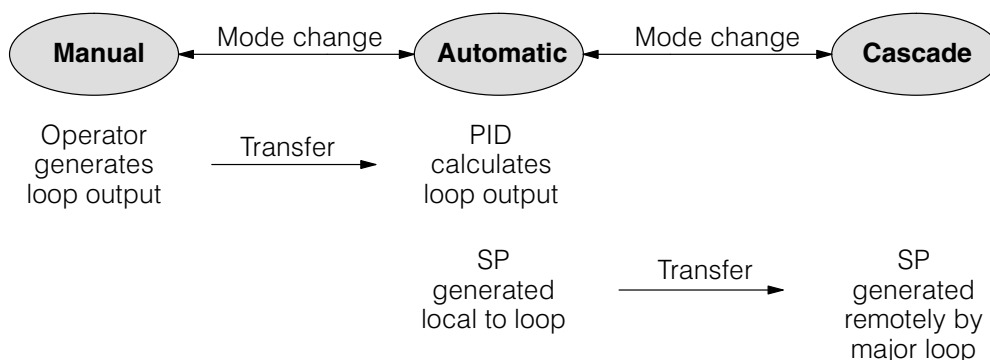 Manual
Mode change
Automatic
Mode change
Cascade
Operator
generates
loop output
Transfer
PID
calculates
loop output
SP
generated
local to loop
Transfer
SP
generated
remotely by
major loop